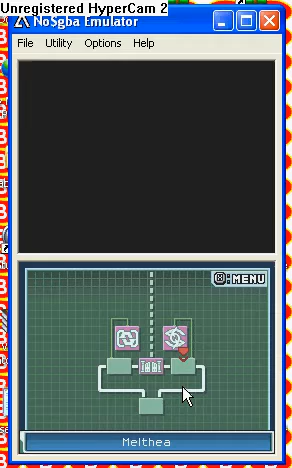 Unregistered HyperCam 2
No$gba Emulator
File Utility Options Help
:MENU
Melthea